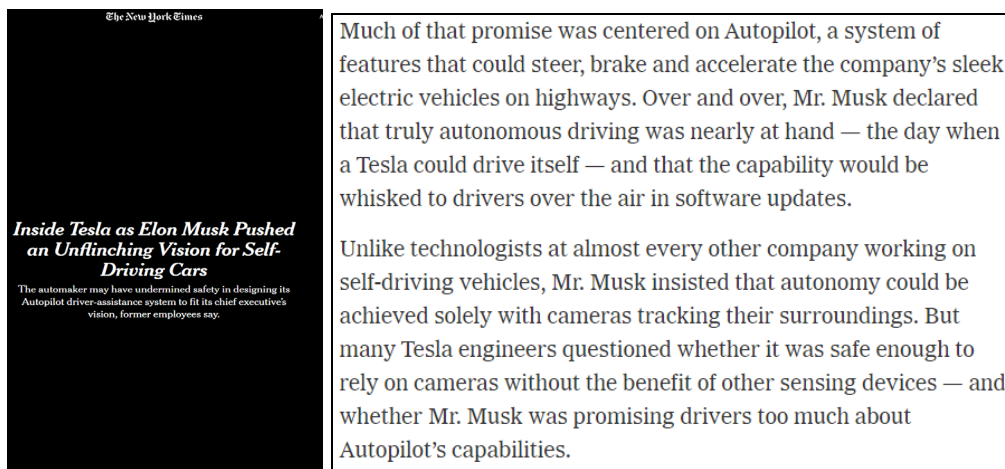 The New York Times
Inside Tesla as Elon Musk Pushed
an Unflinching Vision for Self-
Driving Cars
The automaker may have undermined safety in designing its
Autopilot driver-assistance system to fit its chief executive's
vision, former employees say.
Much of that promise was centered on Autopilot, a system of
features that could steer, brake and accelerate the company's sleek
electric vehicles on highways. Over and over, Mr. Musk declared
that truly autonomous driving was nearly at hand — the day when
a Tesla could drive itself — and that the capability would be
whisked to drivers over the air in software updates.
Unlike technologists at almost every other company working on
self-driving vehicles, Mr. Musk insisted that autonomy could be
achieved solely with cameras tracking their surroundings. But
many Tesla engineers questioned whether it was safe enough to
rely on cameras without the benefit of other sensing devices — and
whether Mr. Musk was promising drivers too much about
Autopilot's capabilities.